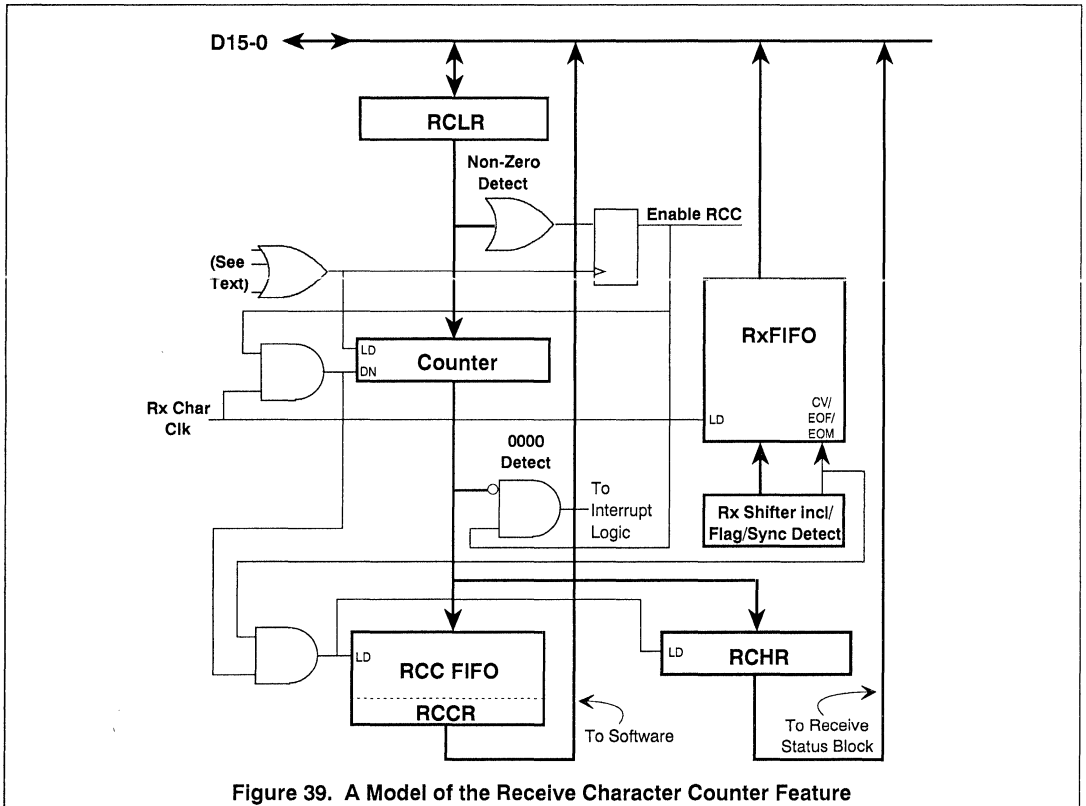 D15-0
RCLR
Non-Zero
Detect
Enable RCC
(See
Text)
RxFIFO
LD
Counter
DN
CV/
EOF/
EOM
LD
Rx Char
Clk
0000
Detect
To
Interrupt
Logic
Rx Shifter incl/
Flag/Sync Detect
LD
RCC FIFO
RCCR
LD
RCHR
To Software
To Receive
Status Block
Figure 39. A Model of the Receive Character Counter Feature